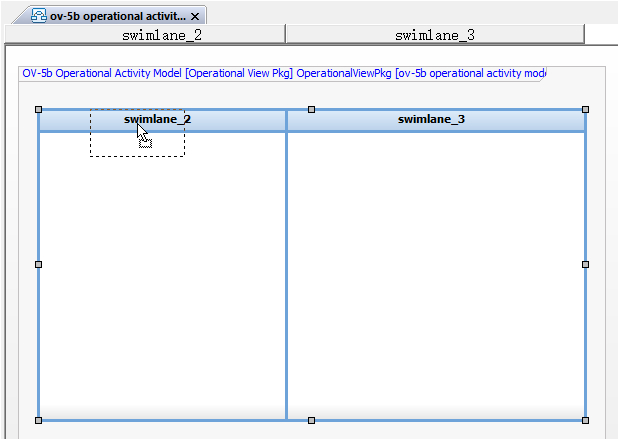 ov-5b operational activit...
swimlane_2 swimlane_3
OV-5b Operational Activity Model [Operational View Pkg] OperationalViewPkg [ov-5b operational activity mode
swimlane_2 swimlane_3